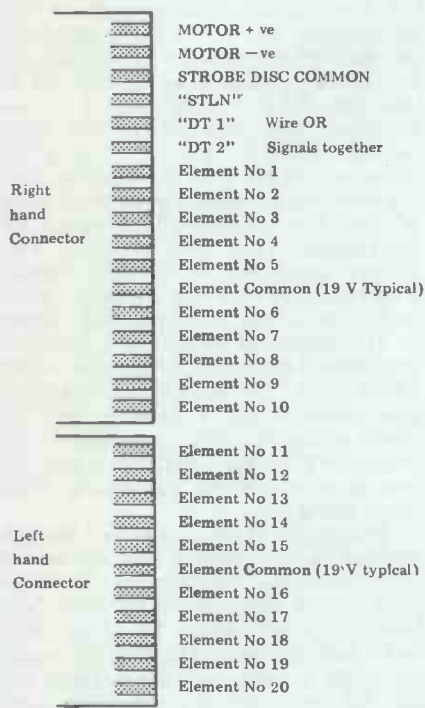 MOTOR + ve
MOTOR – ve
STROBE DISC COMMON
"STLN"
"DT 1" Wire OR
"DT 2" Signals together
Element No 1
Element No 2
Element No 3
Element No 4
Element No 5
Element Common (19 V Typical)
Element No 6
Element No 7
Element No 8
Element No 9
Element No 10
Right
hand
Connector
Element No 11
Element No 12
Element No 13
Element No 14
Element No 15
Element Common (19 V typical)
Element No 16
Element No 17
Element No 18
Element No 19
Element No 20
Left
hand
Connector